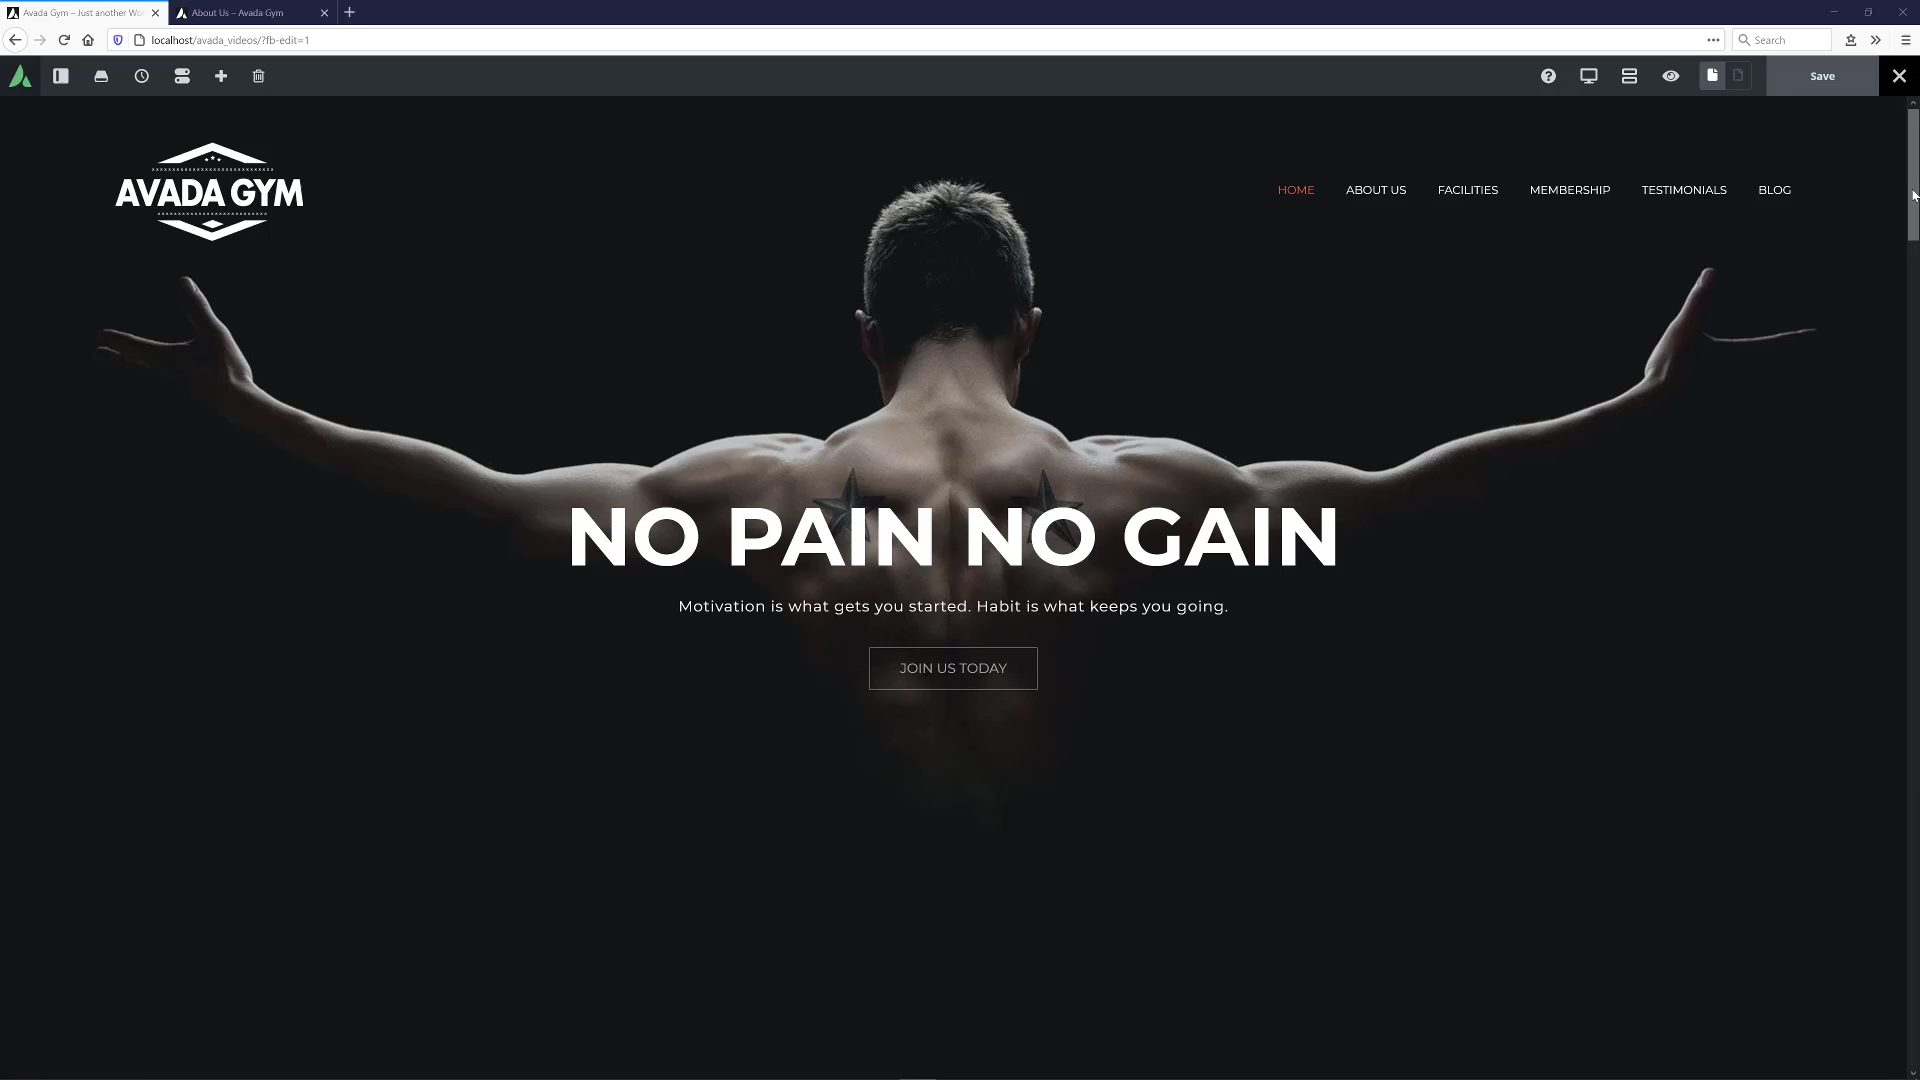 Avada Gym – Just another Wo
About Us – Avada Gym
localhost/avada_videos/?fb-edit=1
Search
Save
AVADA GYM
HOME
ABOUT US
FACILITIES
MEMBERSHIP
TESTIMONIALS
BLOG
NO PAIN NO GAIN
Motivation is what gets you started. Habit is what keeps you going.
JOIN US TODAY